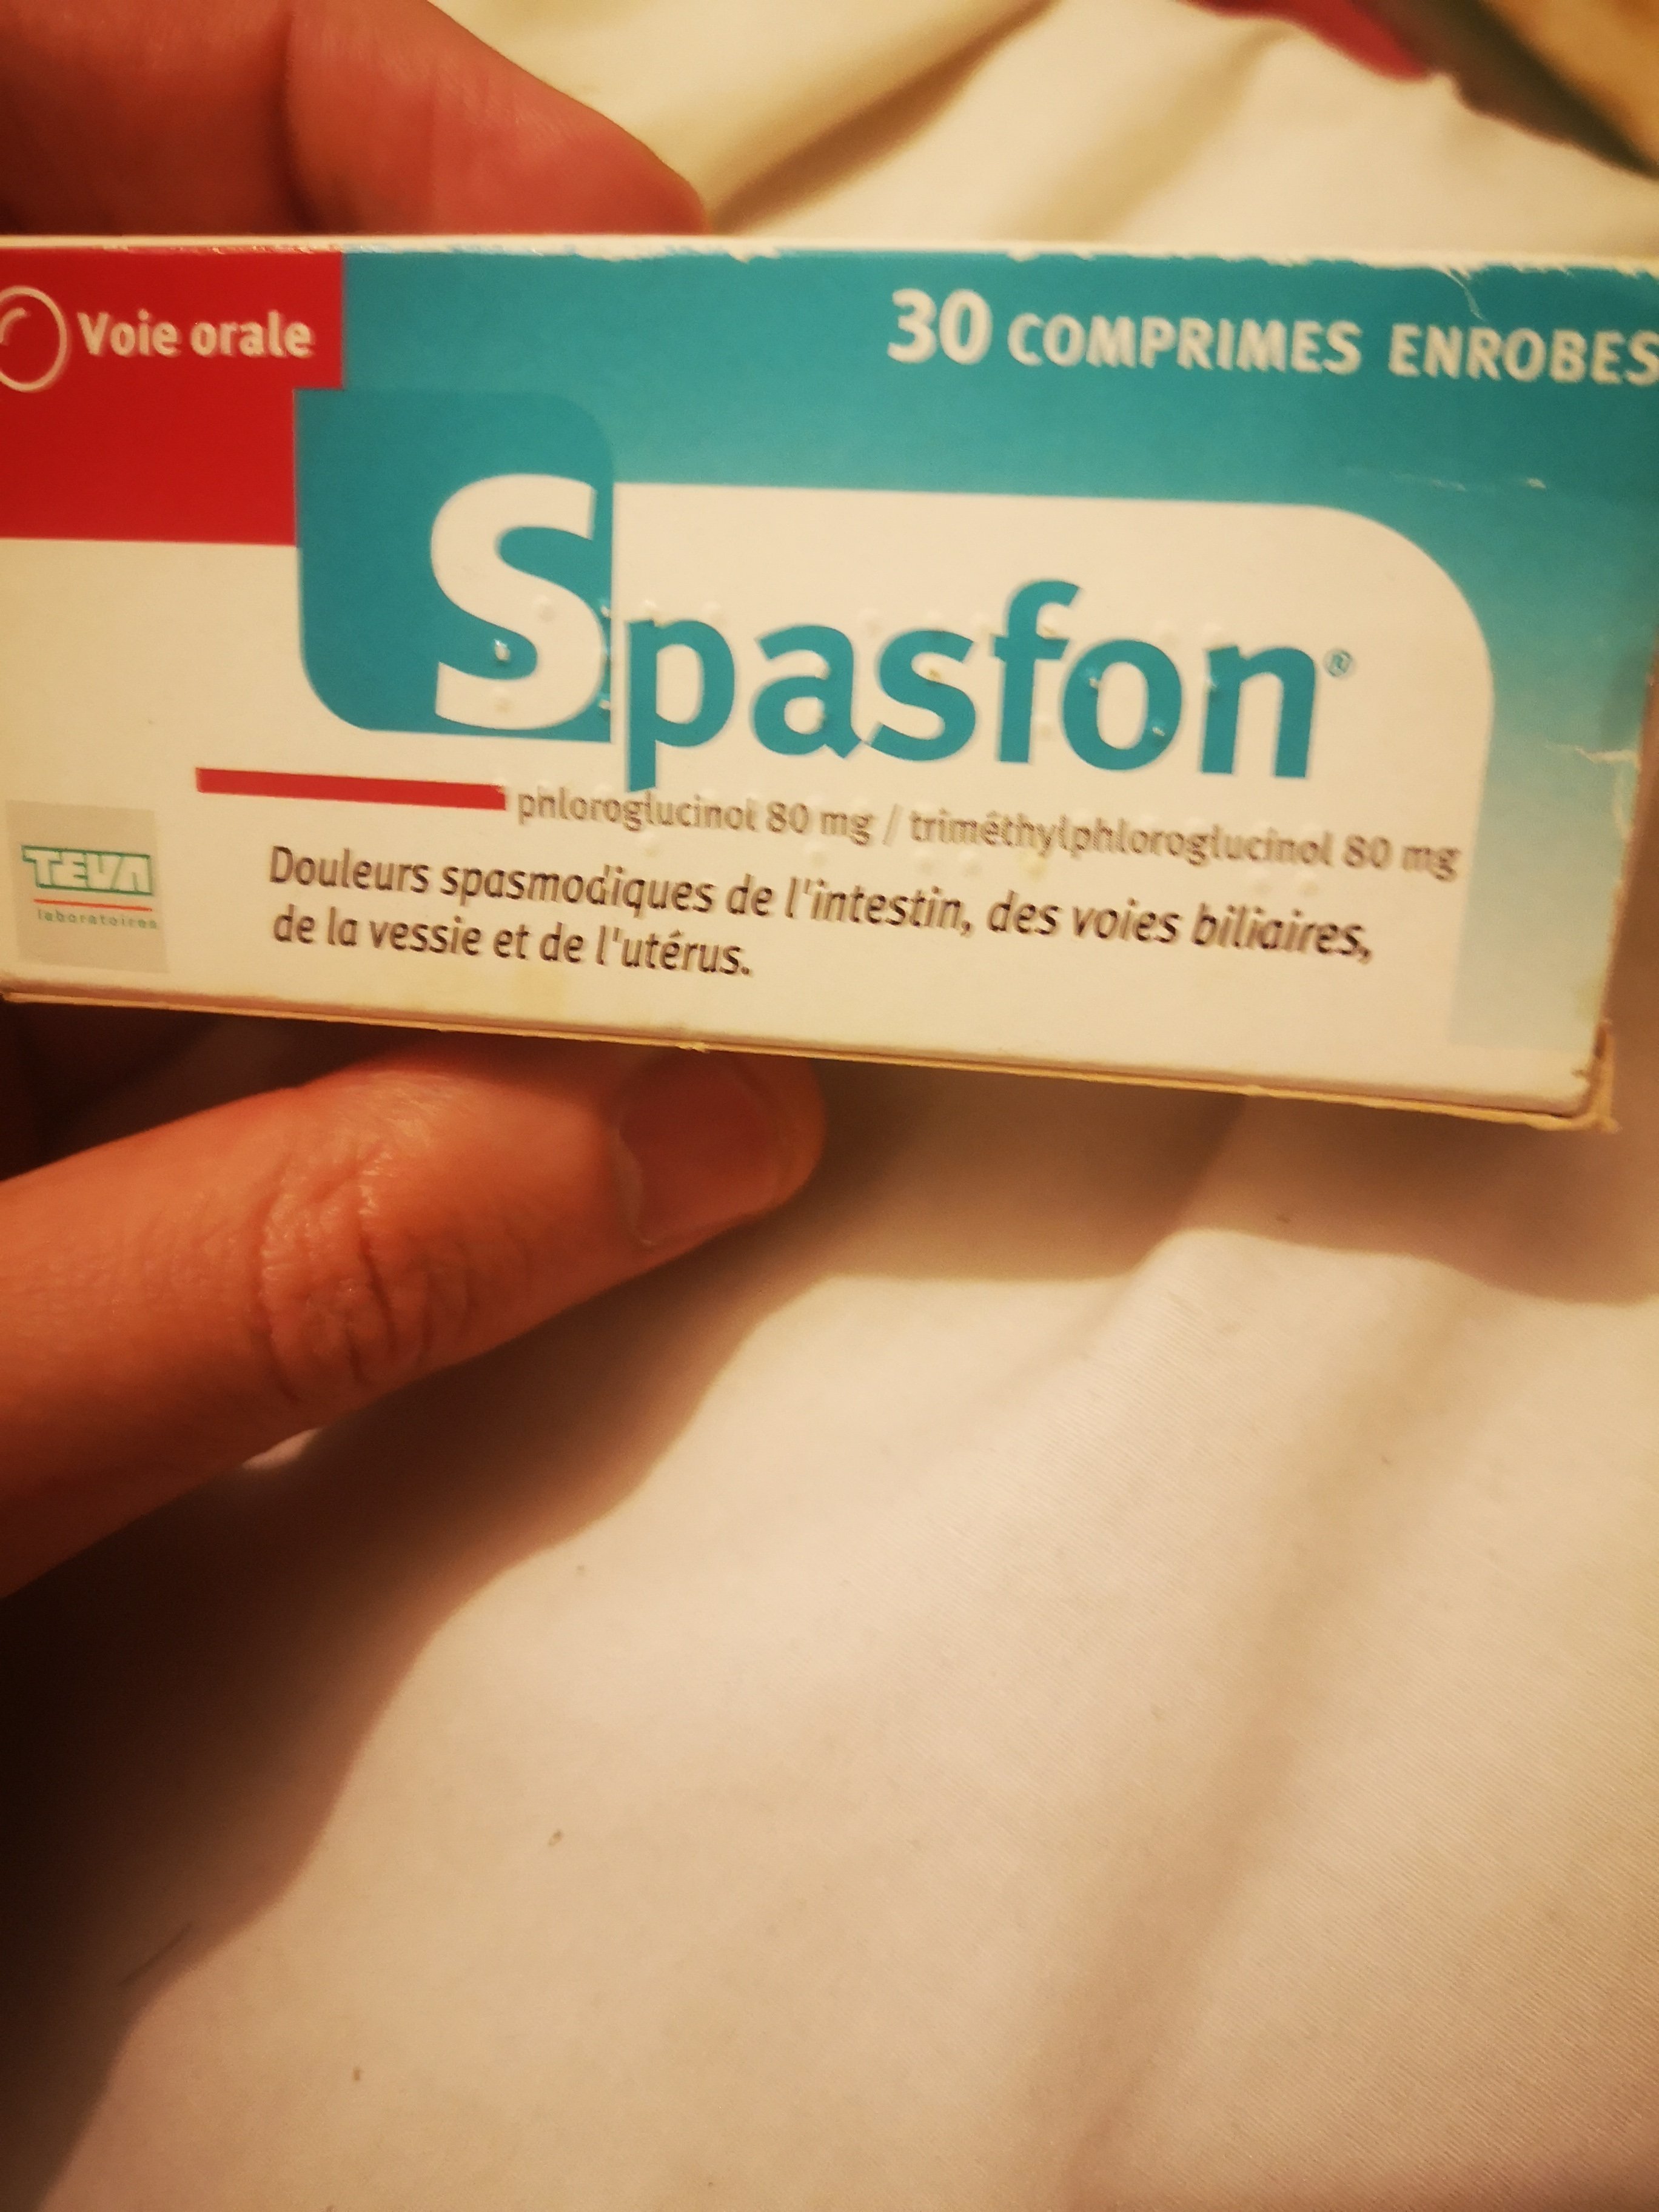 Voie orale
30 COMPRIMES ENROBES
Spasfon®
phloroglucinol 80 mg / triméthylphloroglucinol 80 mg
TEVA
laboratoires
Douleurs spasmodiques de l'intestin, des voies biliaires,
de la vessie et de l'utérus.